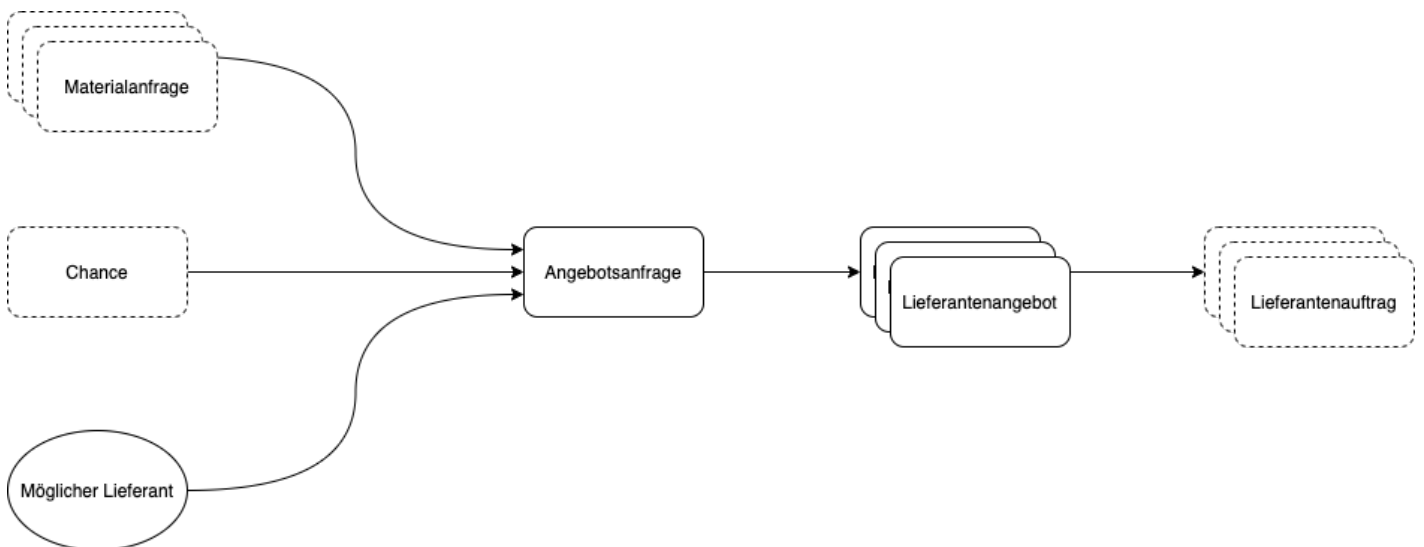 Materialanfrage
Chance
Angebotsanfrage
Lieferantenangebot
Lieferantenauftrag
Möglicher Lieferant